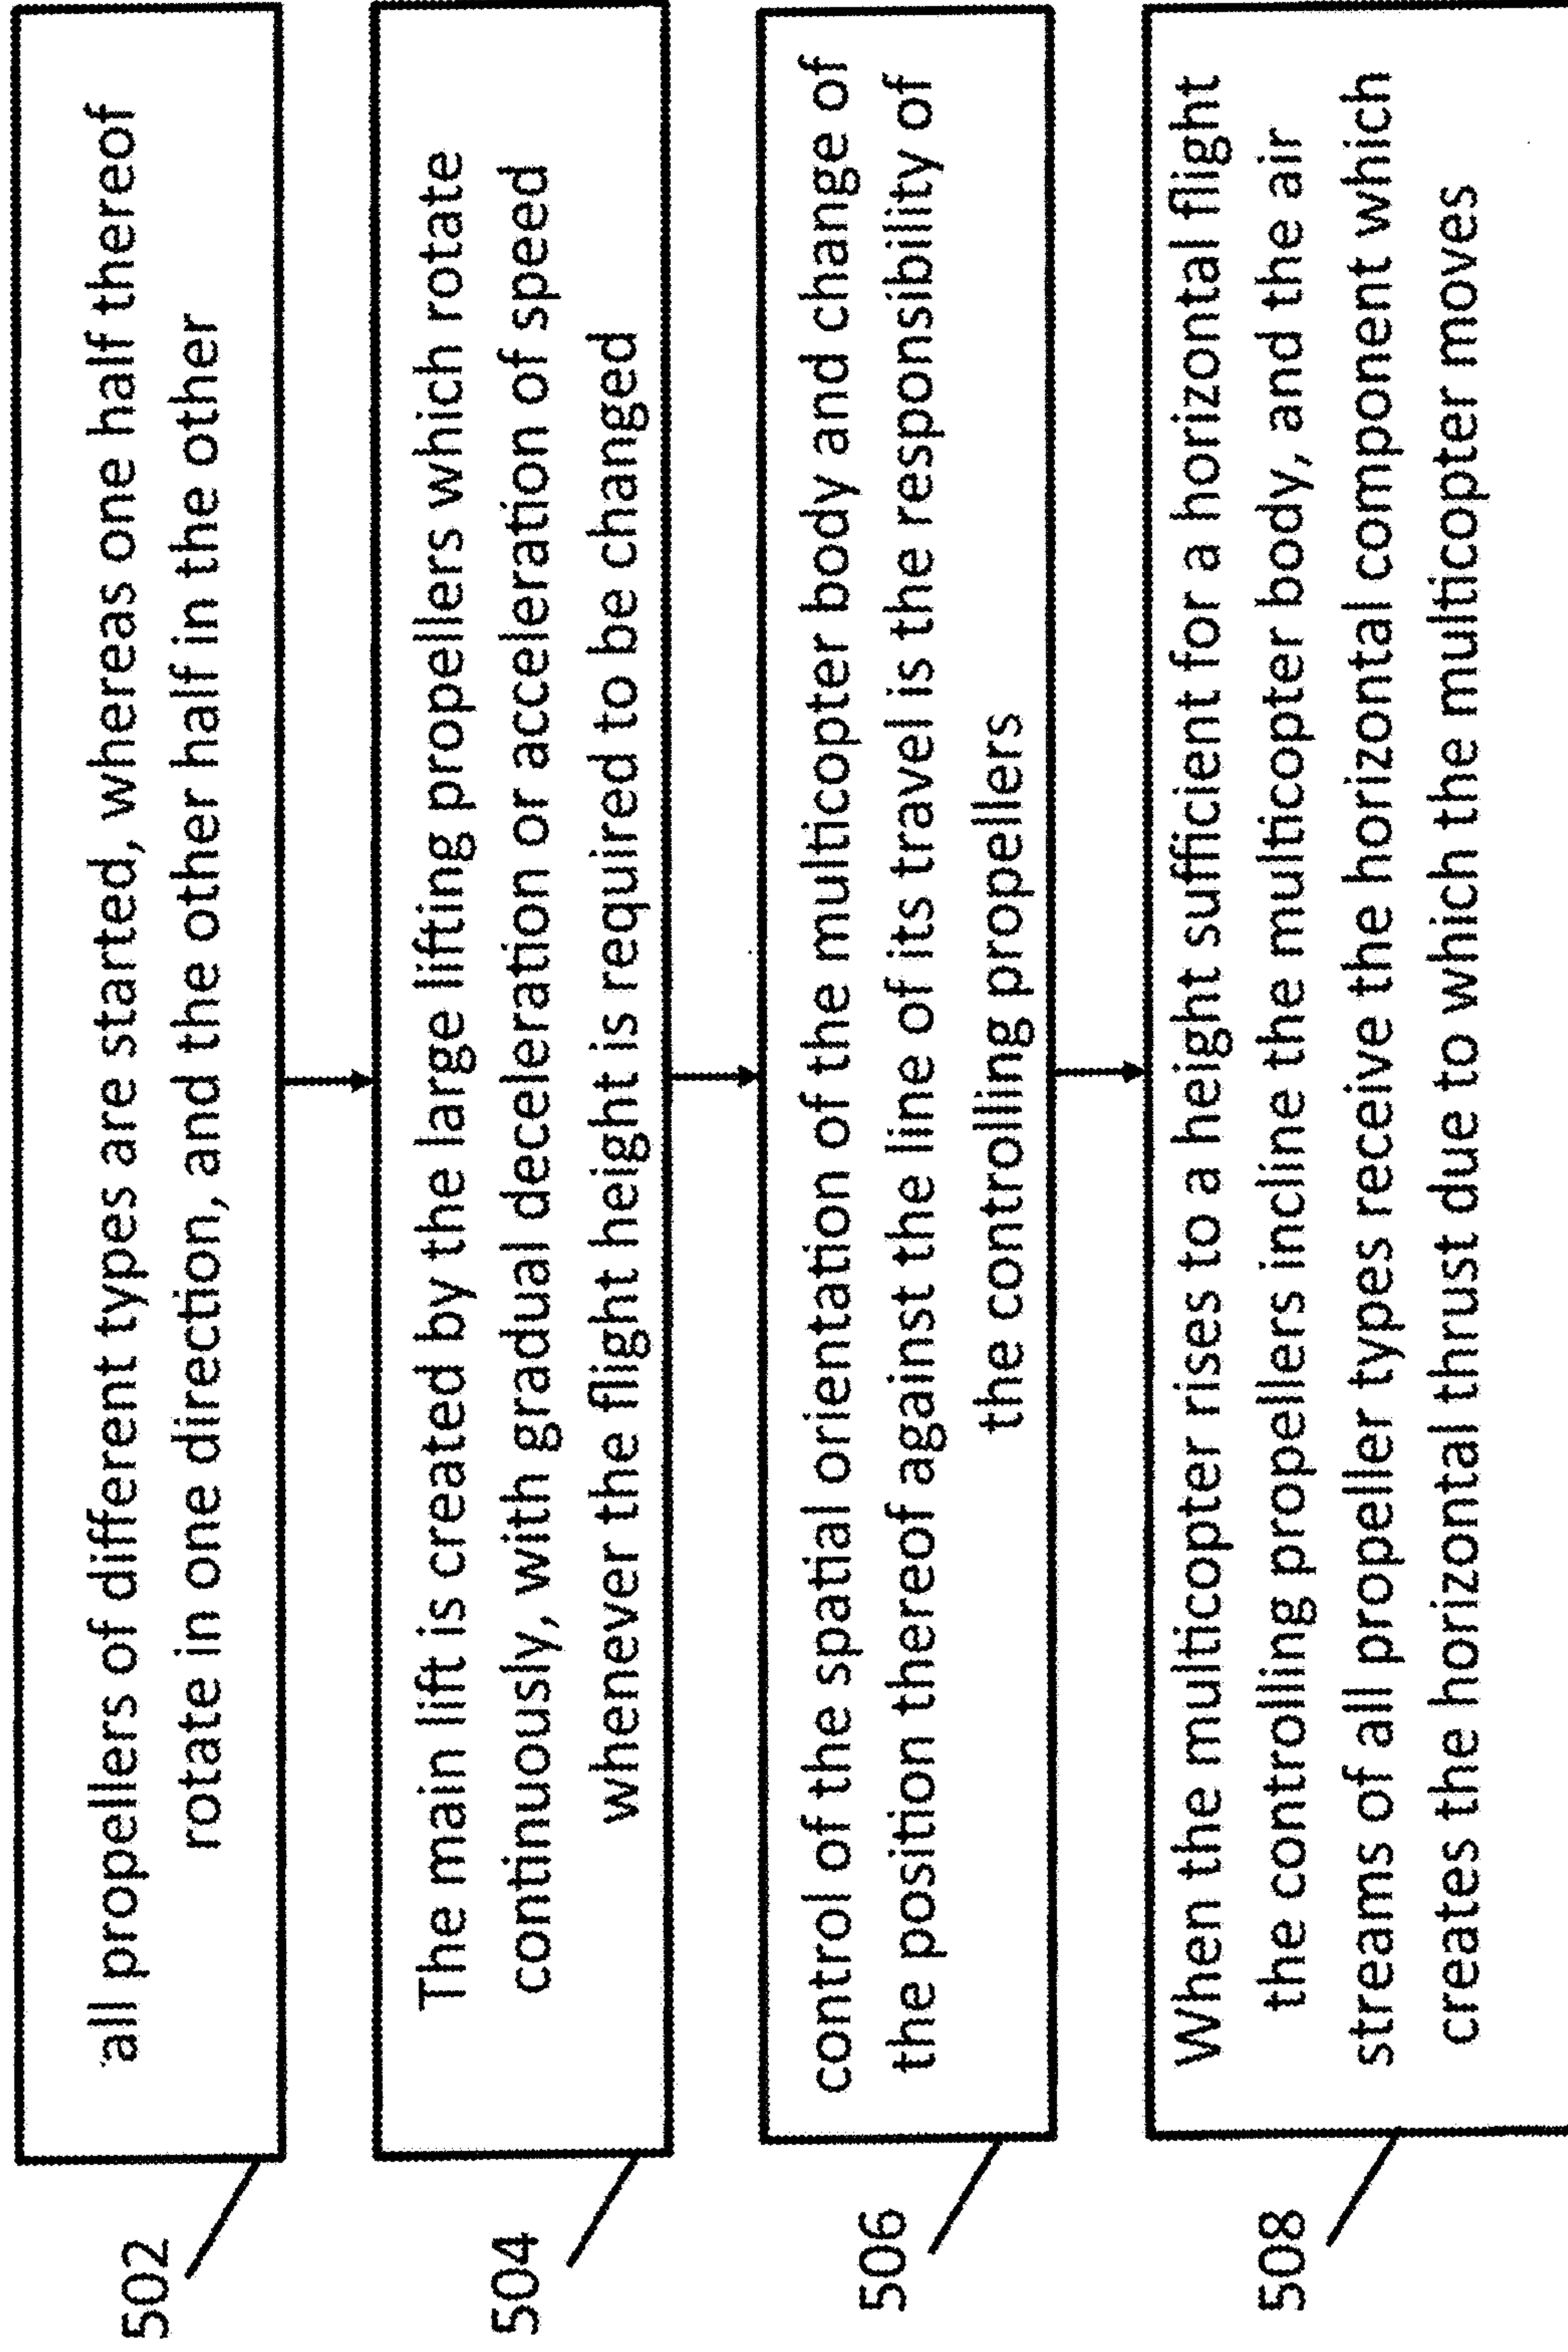 all propellers of different types are started, whereas one half thereof
rotate in one direction, and the other half in the other
502
The main lift is created by the large lifting propellers which rotate
continuously, with gradual deceleration or acceleration of speed
whenever the flight height is required to be changed
504
control of the spatial orientation of the multicopter body and change of
the position thereof against the line of its travel is the responsibility of
the controlling propellers
506
When the multicopter rises to a height sufficient for a horizontal flight
the controlling propellers incline the multicopter body, and the air
streams of all propeller types receive the horizontal component which
creates the horizontal thrust due to which the multicopter moves
508